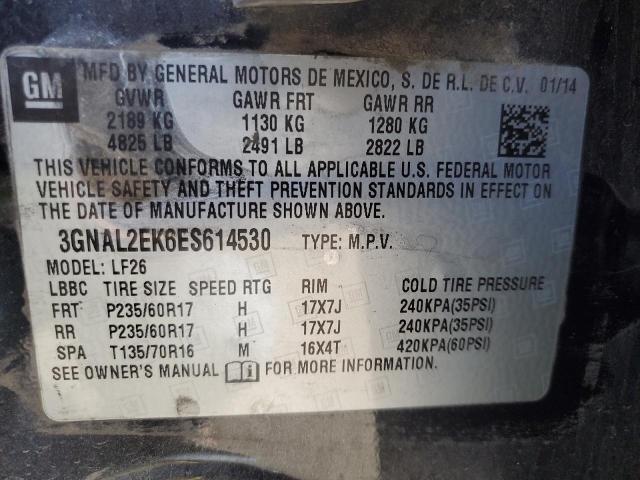 GM
MFD BY GENERAL MOTORS DE MEXICO, S. DE R.L. DE C.V. 01/14
GVWR GAWR FRT GAWR RR
2189 KG 1130 KG 1280 KG
4825 LB 2491 LB 2822 LB
THIS VEHICLE CONFORMS TO ALL APPLICABLE U.S. FEDERAL MOTOR
VEHICLE SAFETY AND THEFT PREVENTION STANDARDS IN EFFECT ON
THE DATE OF MANUFACTURE SHOWN ABOVE.
3GNAL2EK6ES614530 TYPE: M.P.V.
MODEL: LF26
LBBC TIRE SIZE SPEED RTG RIM COLD TIRE PRESSURE
FRT P235/60R17 H 17X7J 240KPA(35PSI)
RR P235/60R17 H 17X7J 240KPA(35PSI)
SPA T135/70R16 M 16X4T 420KPA(60PSI)
SEE OWNER'S MANUAL FOR MORE INFORMATION.